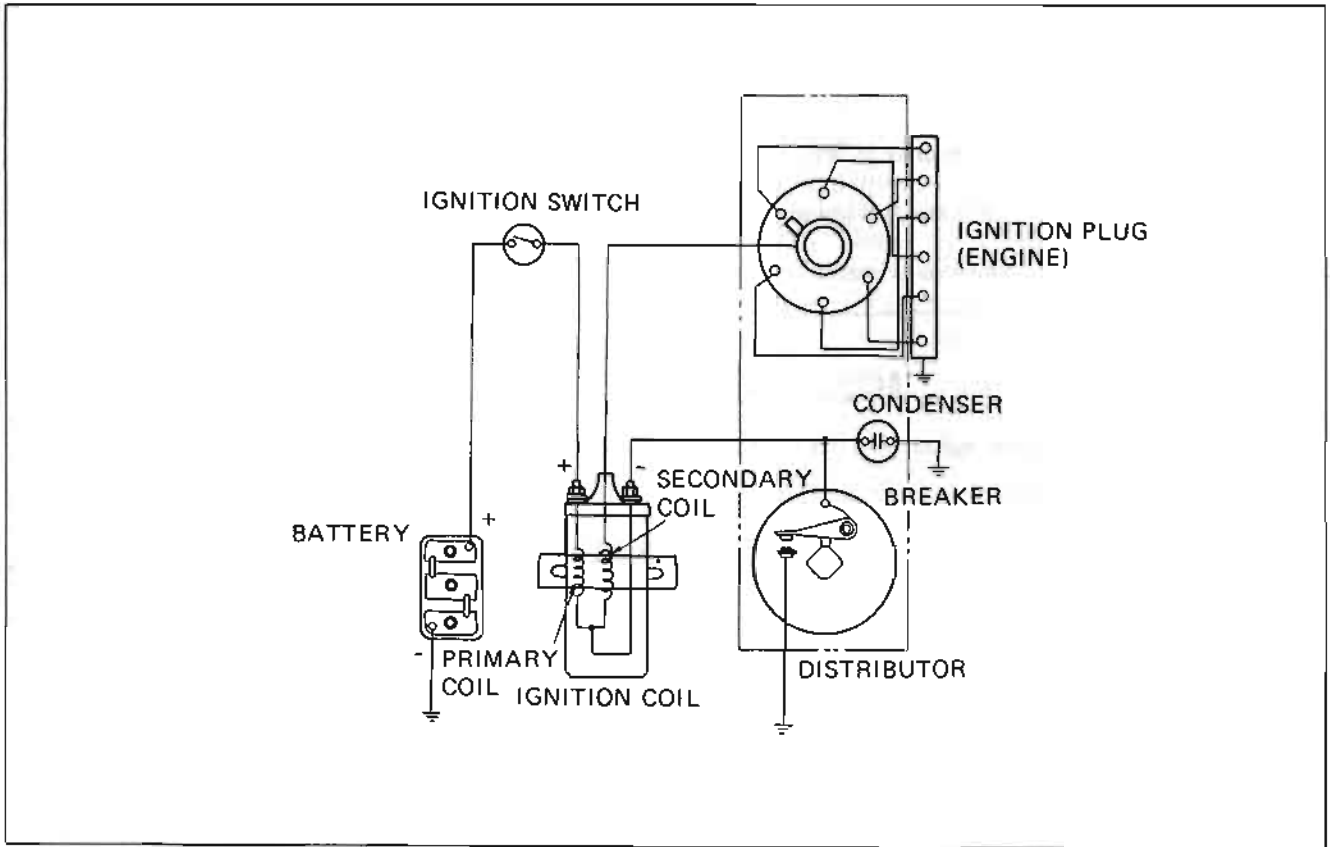 IGNITION SWITCH
IGNITION PLUG
(ENGINE)
CONDENSER
BREAKER
+
-
SECONDARY
COIL
BATTERY
+
-
PRIMARY
COIL
IGNITION COIL
DISTRIBUTOR